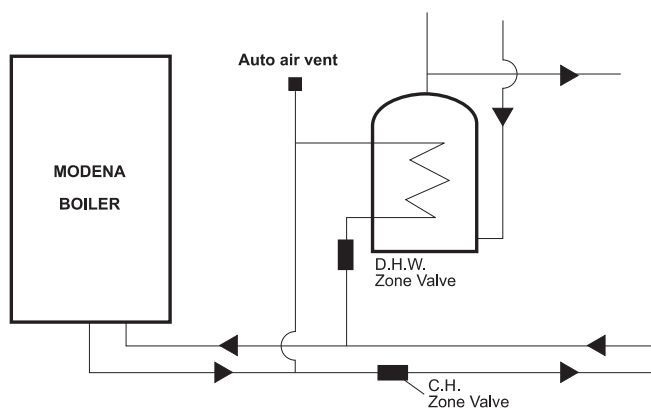 Auto air vent
MODENA
BOILER
D.H.W.
Zone Valve
C.H.
Zone Valve